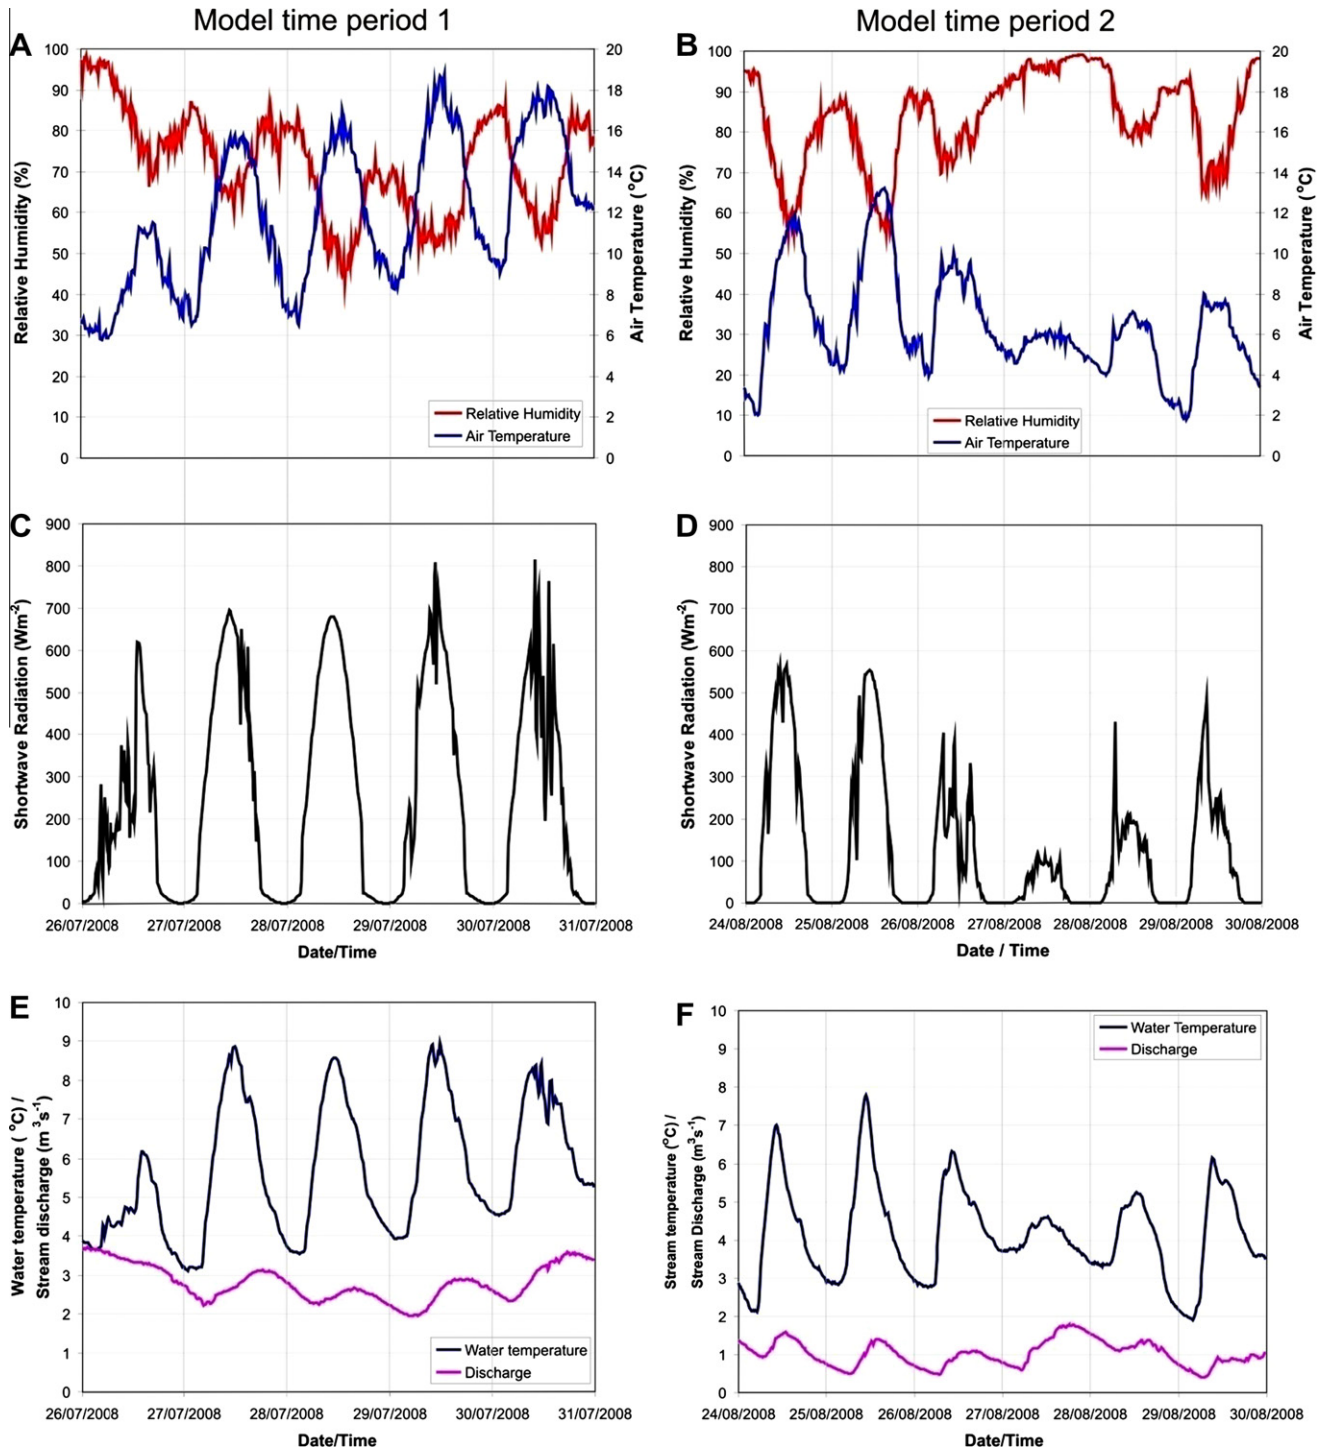 Model time period 1
Model time period 2
A
100
90
80
70
60
50
40
30
20
10
0
Relative Humidity (%)
20
18
16
14
12
10
8
6
4
2
0
Air Temperature (°C)
Relative Humidity
Air Temperature
B
100
90
80
70
60
50
40
30
20
10
0
Relative Humidity (%)
20
18
16
14
12
10
8
6
4
2
0
Air Temperature (°C)
Relative Humidity
Air Temperature
C
900
800
700
600
500
400
300
200
100
0
Shortwave Radiation (Wm⁻²)
26/07/2008 27/07/2008 28/07/2008 29/07/2008 30/07/2008 31/07/2008
Date/Time
D
900
800
700
600
500
400
300
200
100
0
Shortwave Radiation (Wm⁻²)
24/08/2008 25/08/2008 26/08/2008 27/08/2008 28/08/2008 29/08/2008 30/08/2008
Date / Time
E
10
9
8
7
6
5
4
3
2
1
0
Water temperature ( °C) /
Stream discharge (m³s⁻¹)
Water temperature
Discharge
26/07/2008 27/07/2008 28/07/2008 29/07/2008 30/07/2008 31/07/2008
Date/Time
F
10
9
8
7
6
5
4
3
2
1
0
Stream temperature (°C) /
Stream Discharge (m³s⁻¹)
Water Temperature
Discharge
24/08/2008 25/08/2008 26/08/2008 27/08/2008 28/08/2008 29/08/2008 30/08/2008
Date/Time